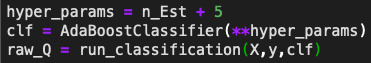 hyper_params = n_Est + 5
clf = AdaBoostClassifier(**hyper_params)
raw_Q = run_classification(X,y,clf)